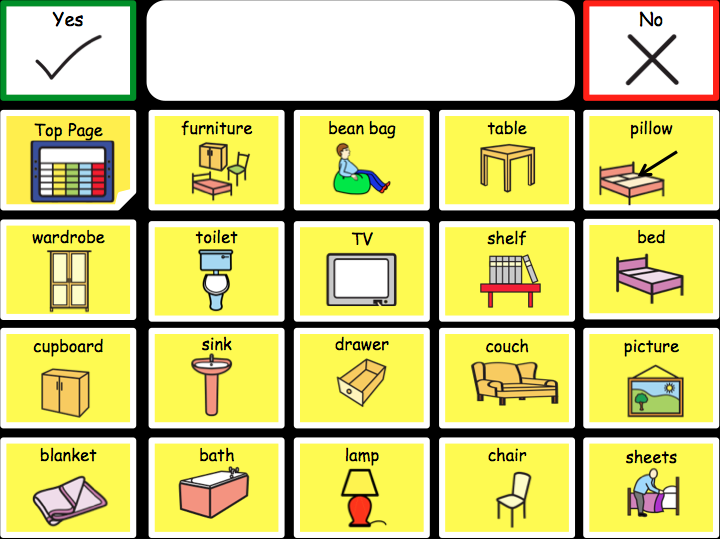 Yes
No
Top Page
furniture
bean bag
table
pillow
wardrobe
toilet
TV
shelf
bed
cupboard
sink
drawer
couch
picture
blanket
bath
lamp
chair
sheets